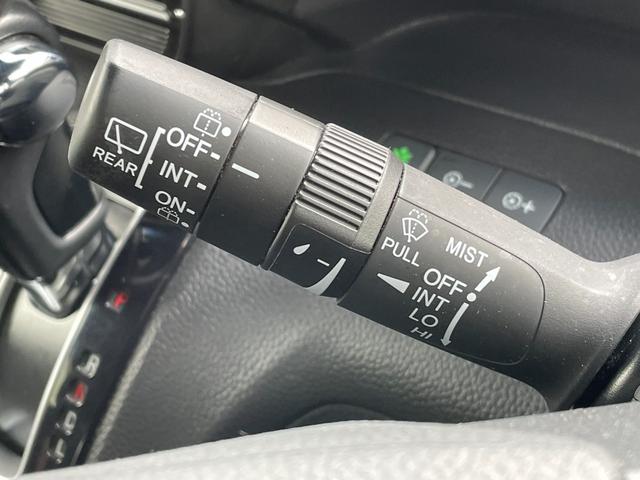 OFF
REAR
INT
ON
PULL
MIST
OFF
INT
LO
HI